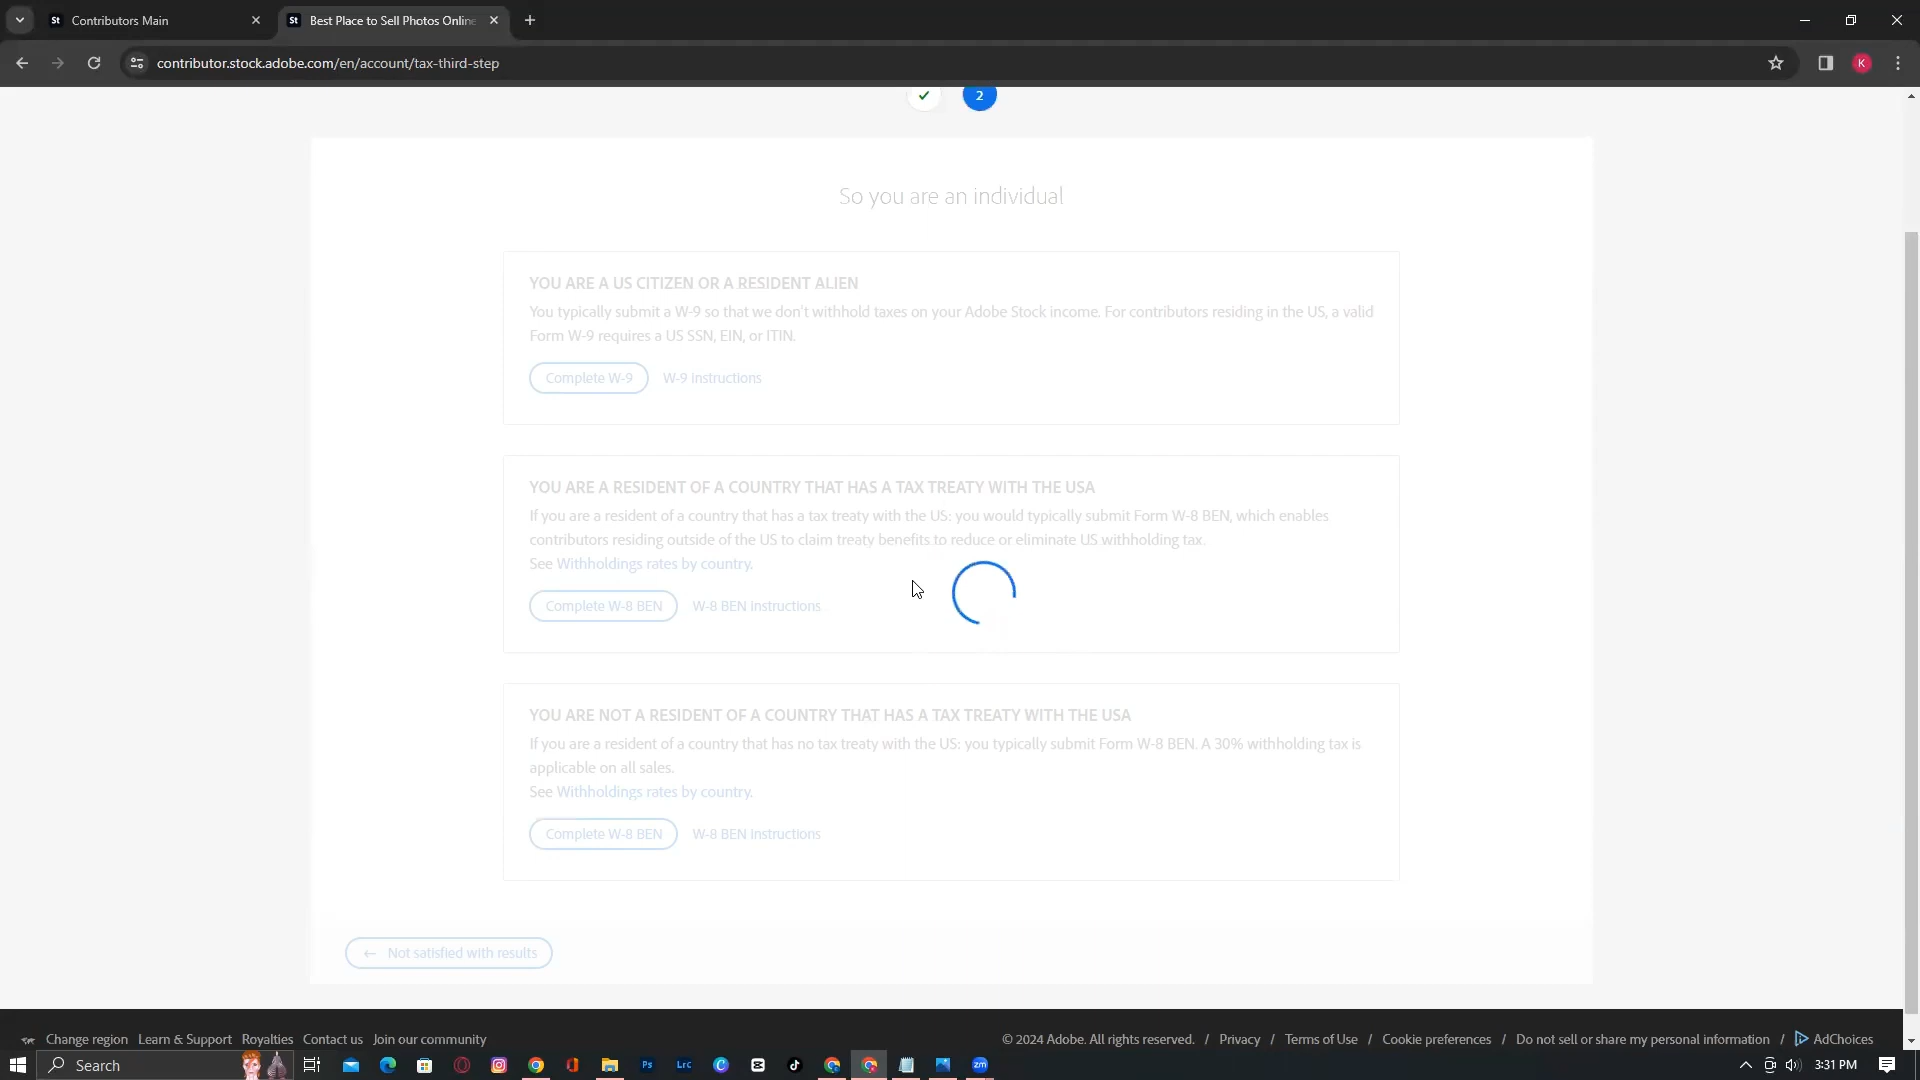 St Contributors Main
St Best Place to Sell Photos Online
contributor.stock.adobe.com/en/account/tax-third-step
K
2
So you are an individual
YOU ARE A US CITIZEN OR A RESIDENT ALIEN
You typically submit a W-9 so that we don't withhold taxes on your Adobe Stock income. For contributors residing in the US, a valid
Form W-9 requires a US SSN, EIN, or ITIN.
Complete W-9 W-9 Instructions
YOU ARE A RESIDENT OF A COUNTRY THAT HAS A TAX TREATY WITH THE USA
If you are a resident of a country that has a tax treaty with the US: you would typically submit Form W-8 BEN, which enables
contributors residing outside of the US to claim treaty benefits to reduce or eliminate US withholding tax.
See Withholdings rates by country.
Complete W-8 BEN W-8 BEN Instructions
YOU ARE NOT A RESIDENT OF A COUNTRY THAT HAS A TAX TREATY WITH THE USA
If you are a resident of a country that has no tax treaty with the US: you typically submit Form W-8 BEN. A 30% withholding tax is
applicable on all sales.
See Withholdings rates by country.
Complete W-8 BEN W-8 BEN Instructions
← Not satisfied with results
Change region Learn & Support Royalties Contact us Join our community
© 2024 Adobe. All rights reserved. / Privacy / Terms of Use / Cookie preferences / Do not sell or share my personal information / AdChoices
Search Ps Lrc C zm 3:31 PM